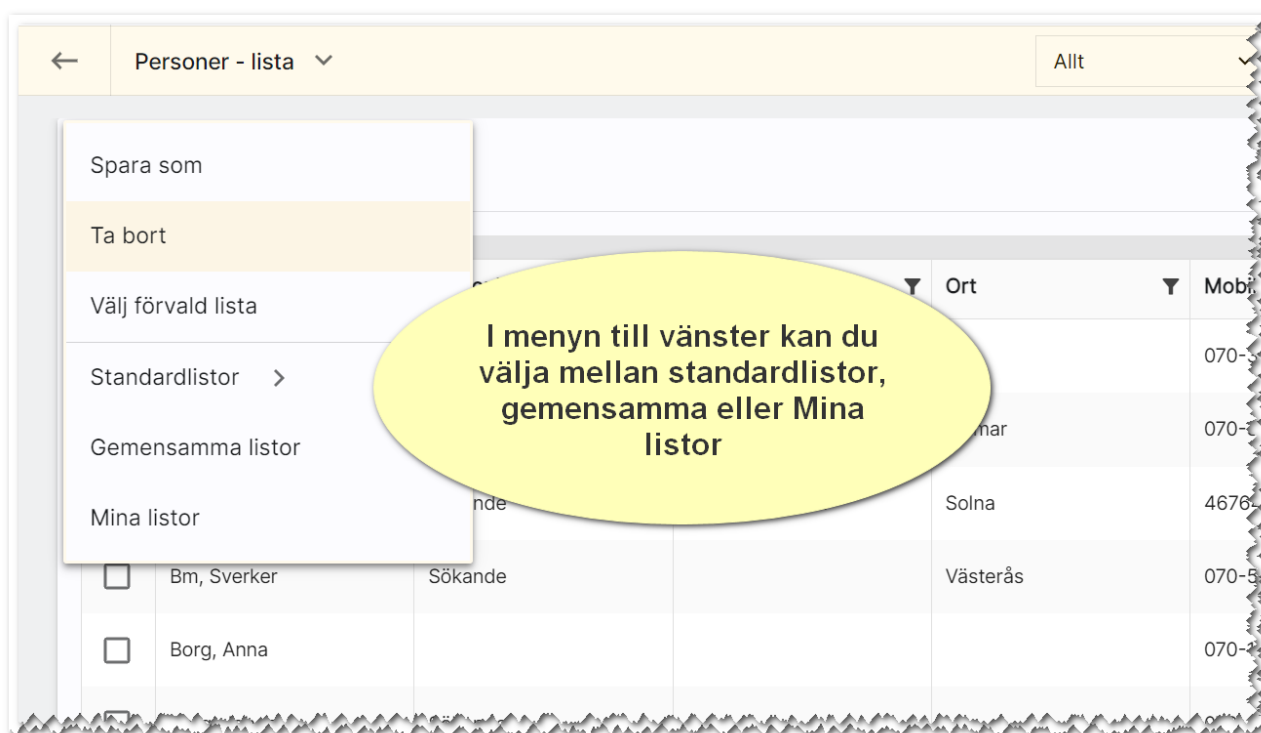 Personer - lista
Allt
Spara som
Ta bort
Välj förvald lista
Standardlistor
Gemensamma listor
Mina listor
I menyn till vänster kan du
välja mellan standardlistor,
gemensamma eller Mina
listor
Ort
Solna
Bm, Sverker Sökande Västerås
Borg, Anna